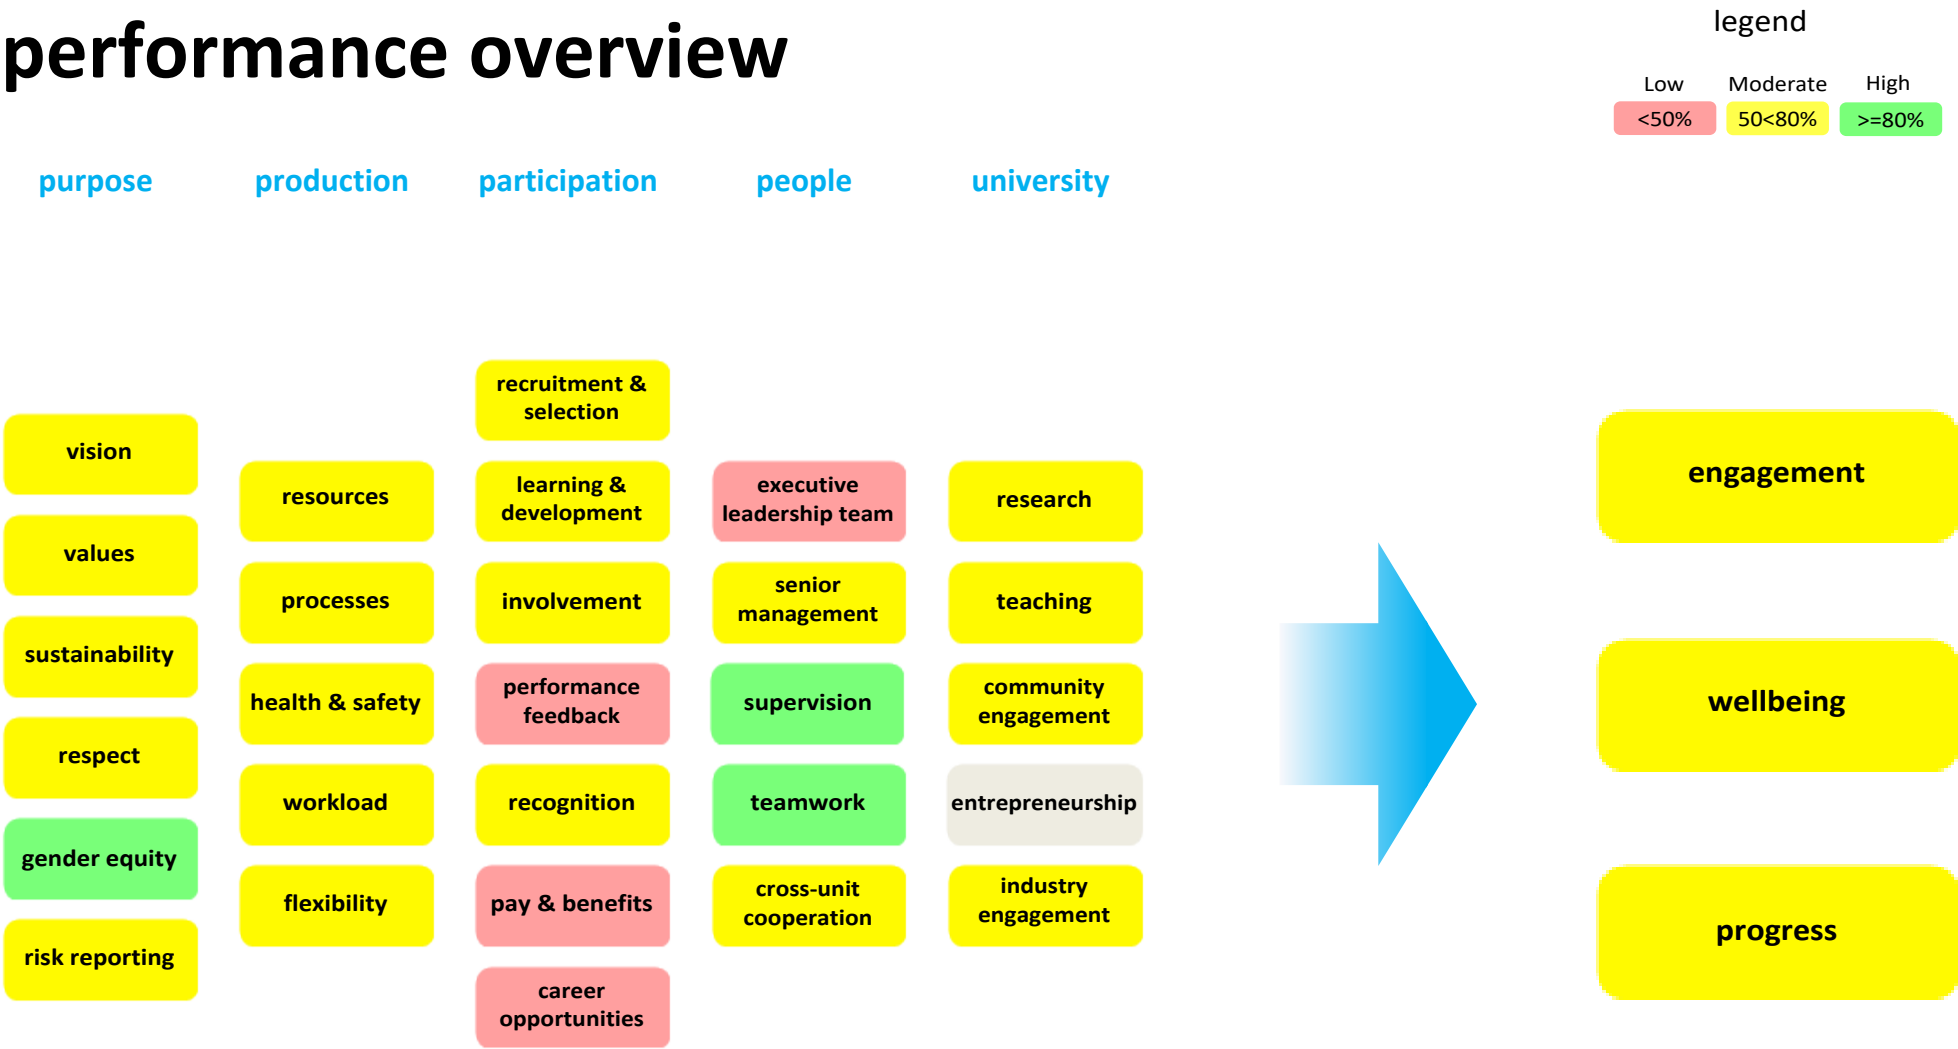 performance overview
legend
Low Moderate High
<50% 50<80% >=80%
purpose production participation people university
vision
values
sustainability
respect
gender equity
risk reporting
resources
processes
health & safety
workload
flexibility
recruitment &
selection
learning &
development
involvement
performance
feedback
recognition
pay & benefits
career
opportunities
executive
leadership team
senior
management
supervision
teamwork
cross-unit
cooperation
research
teaching
community
engagement
entrepreneurship
industry
engagement
engagement
wellbeing
progress